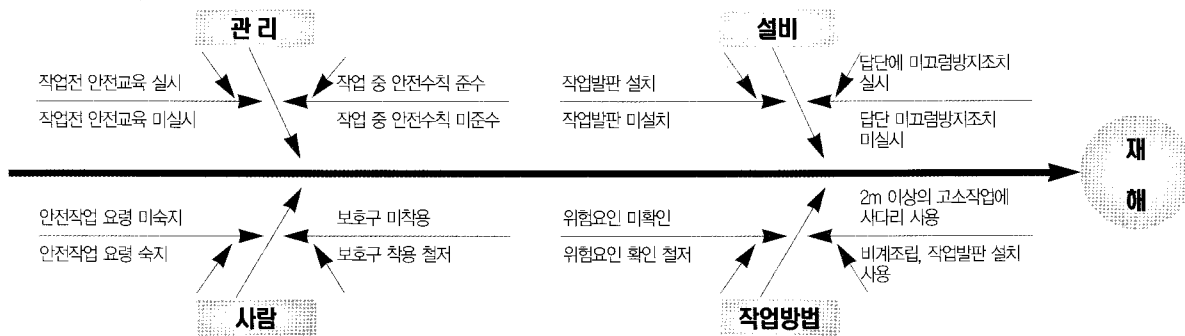 관 리
설비
작업전 안전교육 실시
작업 중 안전수칙 준수
작업전 안전교육 미실시
작업 중 안전수칙 미준수
작업발판 설치
답단에 미끄럼방지조치
실시
작업발판 미설치
답단 미끄럼방지조치
미실시
재
해
안전작업 요령 미숙지
보호구 미착용
안전작업 요령 숙지
보호구 착용 철저
위험요인 미확인
2m 이상의 고소작업에
사다리 사용
위험요인 확인 철저
비계조립, 작업발판 설치
사용
사람
작업방법